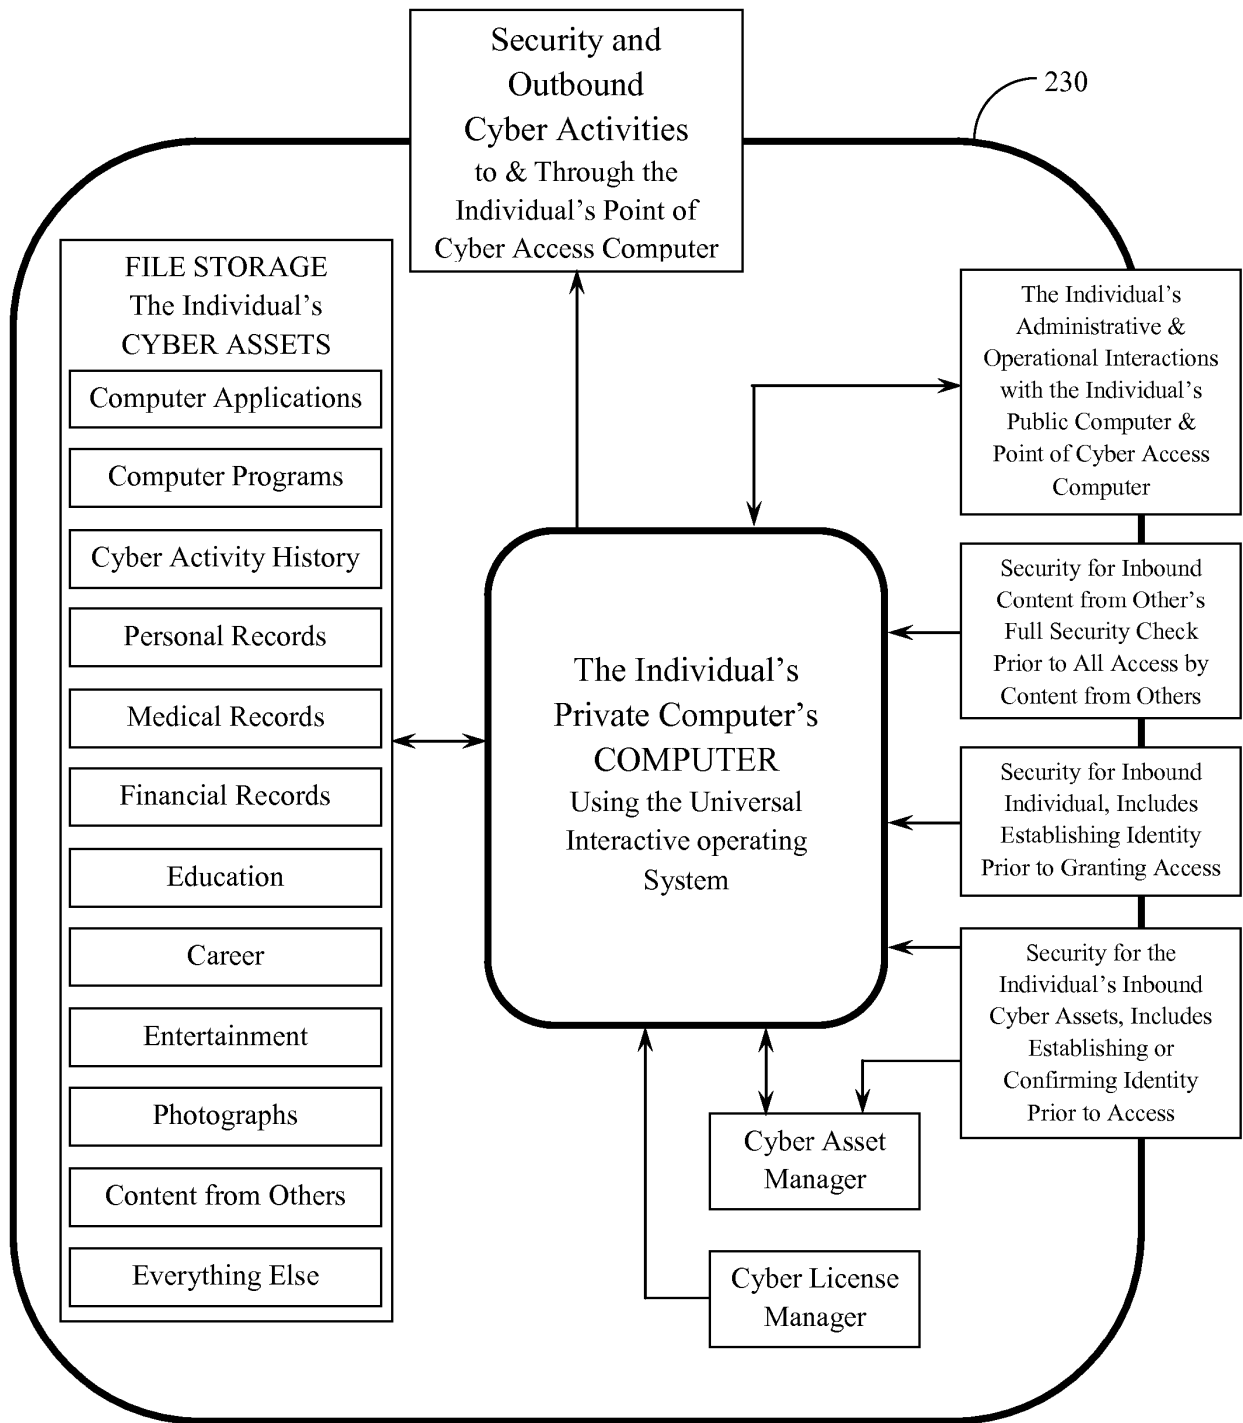 Security and
Outbound
Cyber Activities
to & Through the
Individual's Point of
Cyber Access Computer
230
FILE STORAGE
The Individual's
CYBER ASSETS
Computer Applications
Computer Programs
Cyber Activity History
Personal Records
Medical Records
Financial Records
Education
Career
Entertainment
Photographs
Content from Others
Everything Else
The Individual's
Private Computer's
COMPUTER
Using the Universal
Interactive operating
System
The Individual's
Administrative &
Operational Interactions
with the Individual's
Public Computer &
Point of Cyber Access
Computer
Security for Inbound
Content from Other's
Full Security Check
Prior to All Access by
Content from Others
Security for Inbound
Individual, Includes
Establishing Identity
Prior to Granting Access
Security for the
Individual's Inbound
Cyber Assets, Includes
Establishing or
Confirming Identity
Prior to Access
Cyber Asset
Manager
Cyber License
Manager